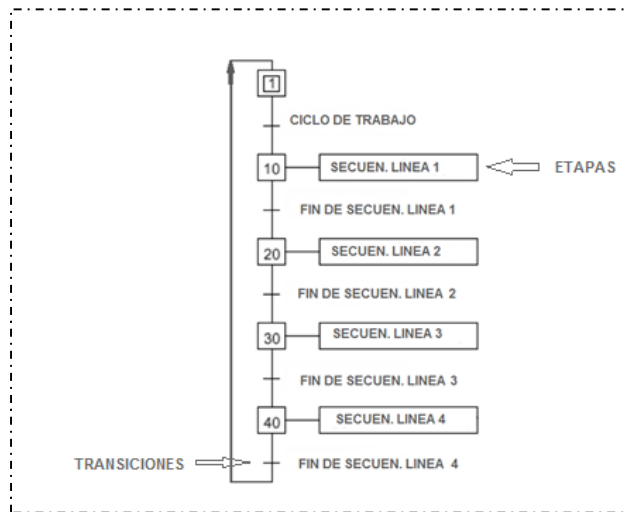 1
CICLO DE TRABAJO
10 SECUEN. LINEA 1 ETAPAS
FIN DE SECUEN. LINEA 1
20 SECUEN. LINEA 2
FIN DE SECUEN. LINEA 2
30 SECUEN. LINEA 3
FIN DE SECUEN. LINEA 3
40 SECUEN. LINEA 4
TRANSICIONES FIN DE SECUEN. LINEA 4